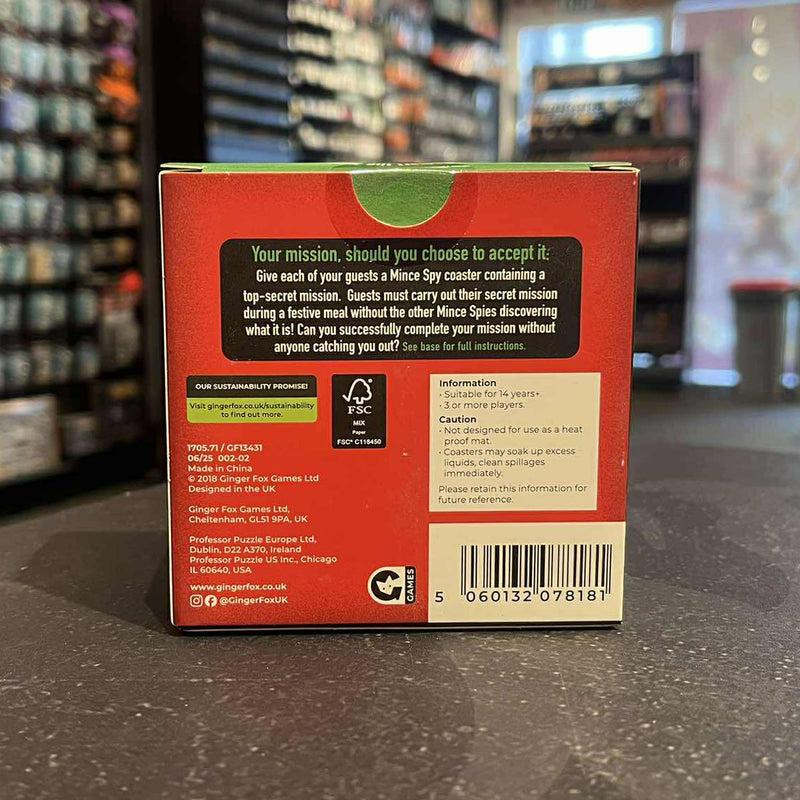 Your mission, should you choose to accept it:
Give each of your guests a Mince Spy coaster containing a
top-secret mission. Guests must carry out their secret mission
during a festive meal without the other Mince Spies discovering
what it is! Can you successfully complete your mission without
anyone catching you out? See base for full instructions.
OUR SUSTAINABILITY PROMISE!
Visit gingerfox.co.uk/sustainability
to find out more.
FSC
MIX
Paper
FSC® C118450
Information
• Suitable for 14 years+.
• 3 or more players.
Caution
• Not designed for use as a heat
proof mat.
• Coasters may soak up excess
liquids, clean spillages
immediately.
Please retain this information for
future reference.
1705.71 / GF13431
06/25 002-02
Made in China
© 2018 Ginger Fox Games Ltd
Designed in the UK
Ginger Fox Games Ltd,
Cheltenham, GL51 9PA, UK
Professor Puzzle Europe Ltd,
Dublin, D22 A370, Ireland
Professor Puzzle US Inc., Chicago
IL 60640, USA
www.gingerfox.co.uk
@GingerFoxUK
GAMES
5 060132 078181